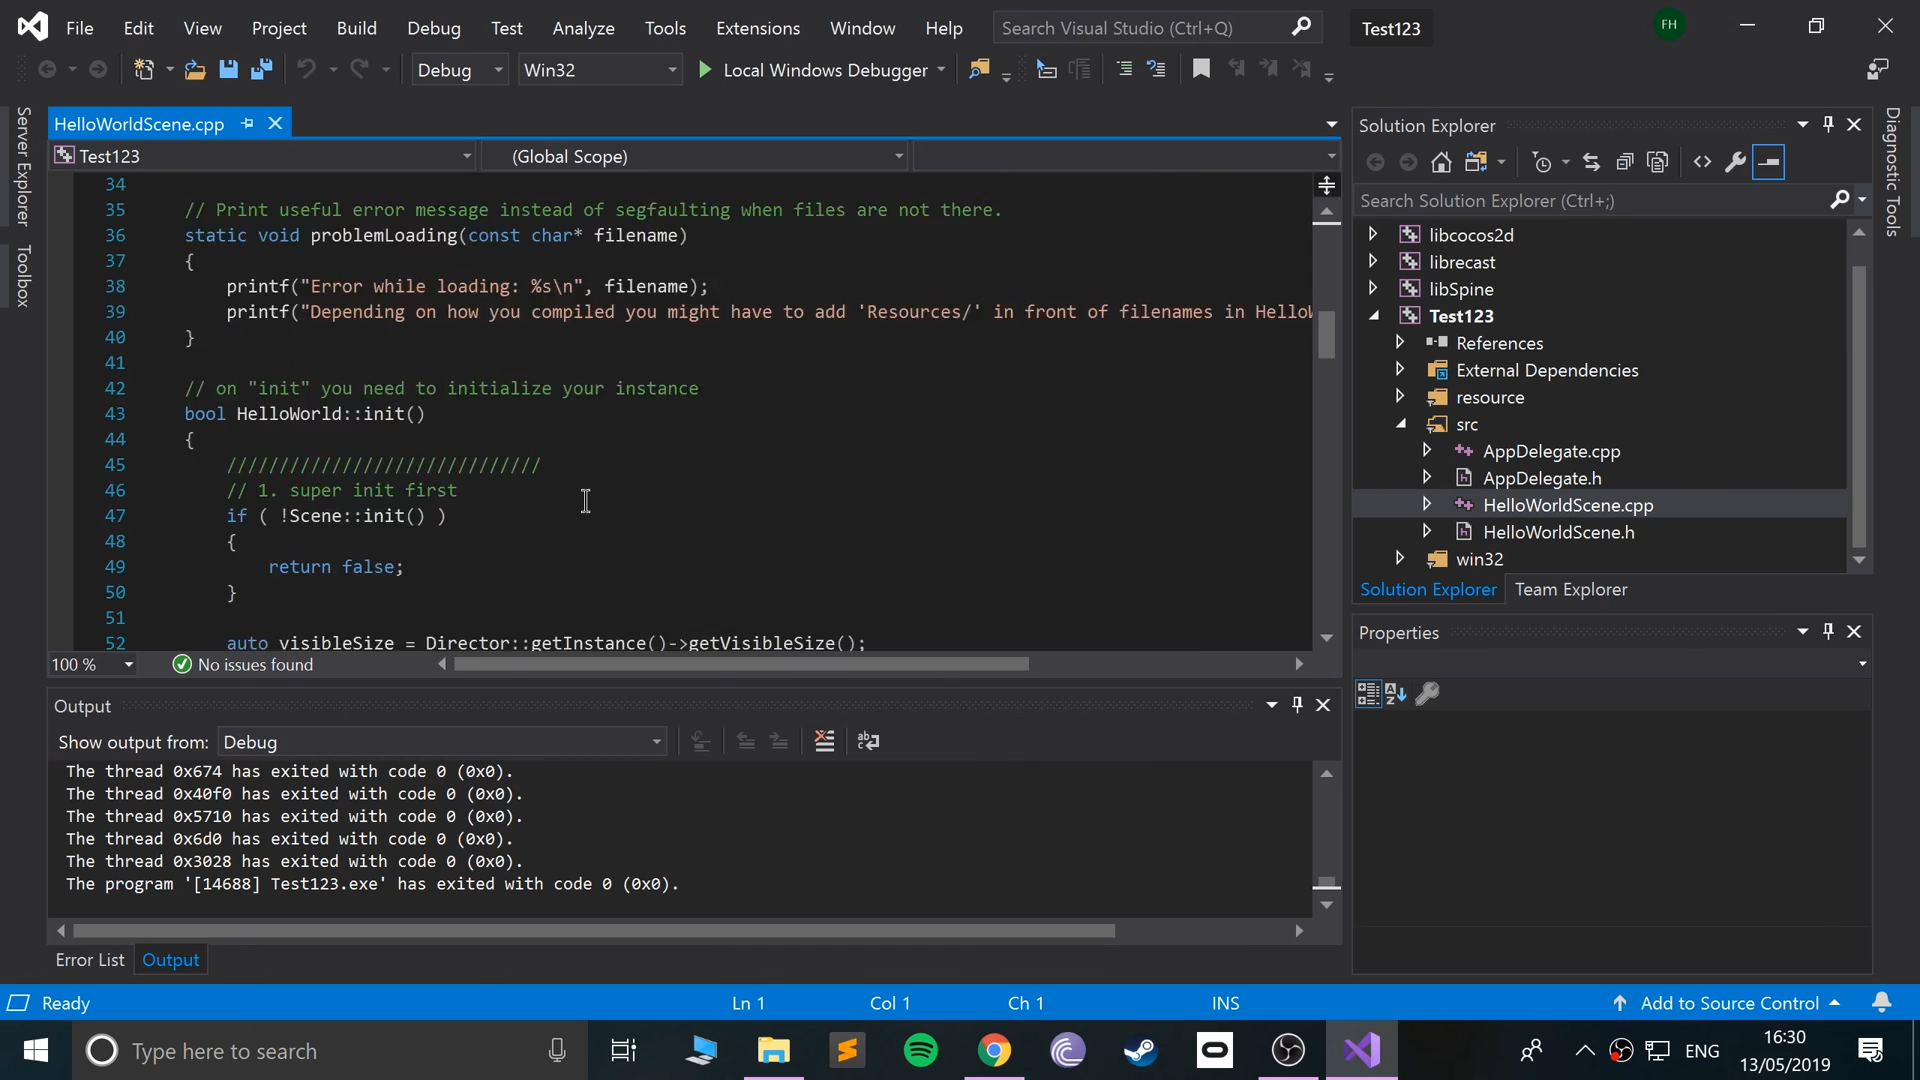 File Edit View Project Build Debug Test Analyze Tools Extensions Window Help Search Visual Studio (Ctrl+Q) Test123 FH
Debug Win32 Local Windows Debugger
Server Explorer
Toolbox
HelloWorldScene.cpp
Test123 (Global Scope)
34
35 // Print useful error message instead of segfaulting when files are not there.
36 static void problemLoading(const char* filename)
37 {
38 printf("Error while loading: %s\n", filename);
39 printf("Depending on how you compiled you might have to add 'Resources/' in front of filenames in HelloW
40 }
41
42 // on "init" you need to initialize your instance
43 bool HelloWorld::init()
44 {
45 //////////////////////////////
46 // 1. super init first
47 if ( !Scene::init() )
48 {
49 return false;
50 }
51
52 auto visibleSize = Director::getInstance()->getVisibleSize();
100 % No issues found
Output
Show output from: Debug
The thread 0x674 has exited with code 0 (0x0).
The thread 0x40f0 has exited with code 0 (0x0).
The thread 0x5710 has exited with code 0 (0x0).
The thread 0x6d0 has exited with code 0 (0x0).
The thread 0x3028 has exited with code 0 (0x0).
The program '[14688] Test123.exe' has exited with code 0 (0x0).
Error List Output
Solution Explorer
Search Solution Explorer (Ctrl+;)
libcocos2d
librecast
libSpine
Test123
References
External Dependencies
resource
src
AppDelegate.cpp
AppDelegate.h
HelloWorldScene.cpp
HelloWorldScene.h
win32
Solution Explorer Team Explorer
Properties
Diagnostic Tools
Ready Ln 1 Col 1 Ch 1 INS Add to Source Control
Type here to search
ENG
16:30
13/05/2019